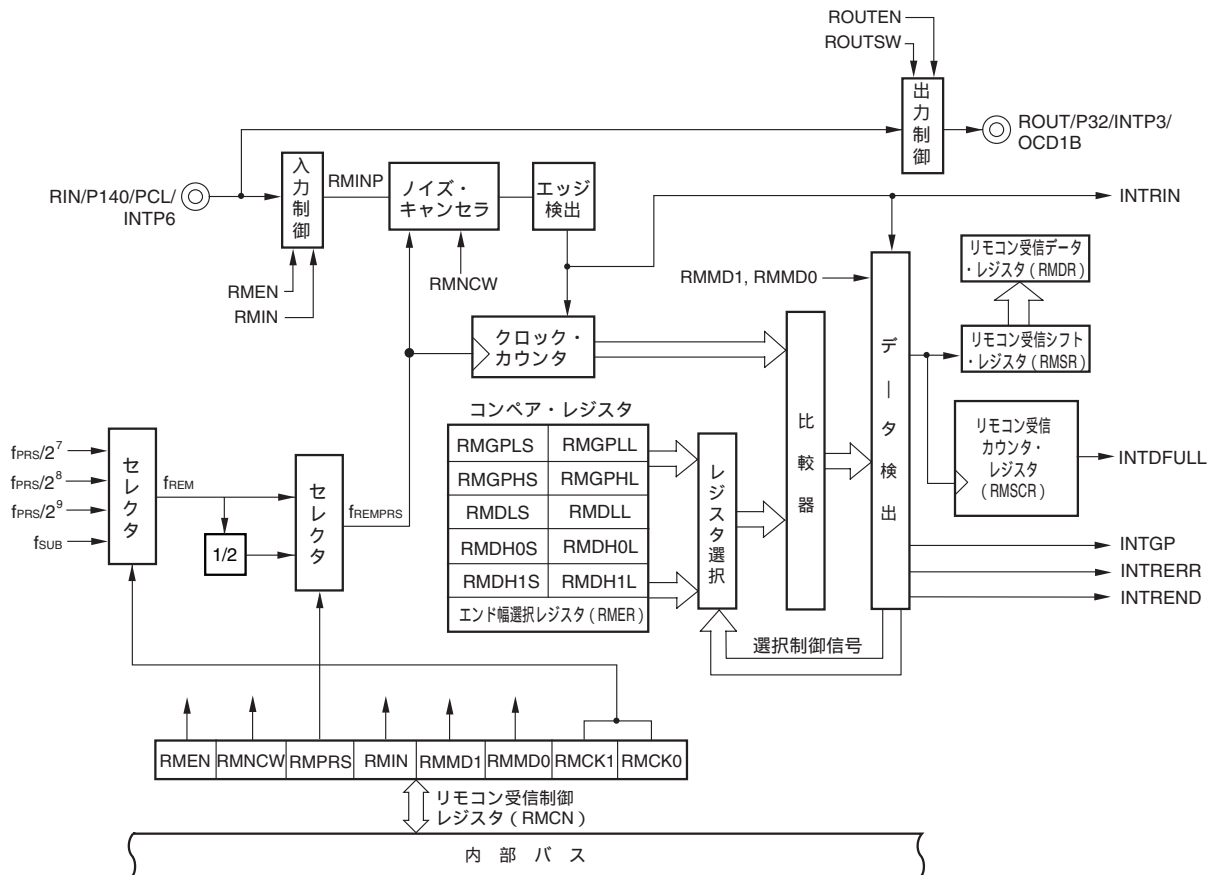 ROUTEN
ROUTSW
出力制御
ROUT/P32/INTP3/
OCD1B
RIN/P140/PCL/
INTP6
入力制御
RMINP
ノイズ・
キャンセラ
エッジ
検出
INTRIN
RMEN
RMIN
RMNCW
RMMD1, RMMD0
リモコン受信データ
・レジスタ(RMDR)
クロック・
カウンタ
比較器
データ検出
リモコン受信シフト
・レジスタ(RMSR)
コンペア・レジスタ
RMGPLS RMGPLL
RMGPHS RMGPHL
RMDLS RMDLL
RMDH0S RMDH0L
RMDH1S RMDH1L
エンド幅選択レジスタ(RMER)
レジスタ選択
リモコン受信
カウンタ・
レジスタ
(RMSCR)
INTDFULL
fPRS/2⁷
fPRS/2⁸
fPRS/2⁹
fSUB
セレクタ
fREM
1/2
セレクタ
fREMPRS
INTGP
INTRERR
INTREND
選択制御信号
RMEN RMNCW RMPRS RMIN RMMD1 RMMD0 RMCK1 RMCK0
リモコン受信制御
レジスタ(RMCN)
内部バス